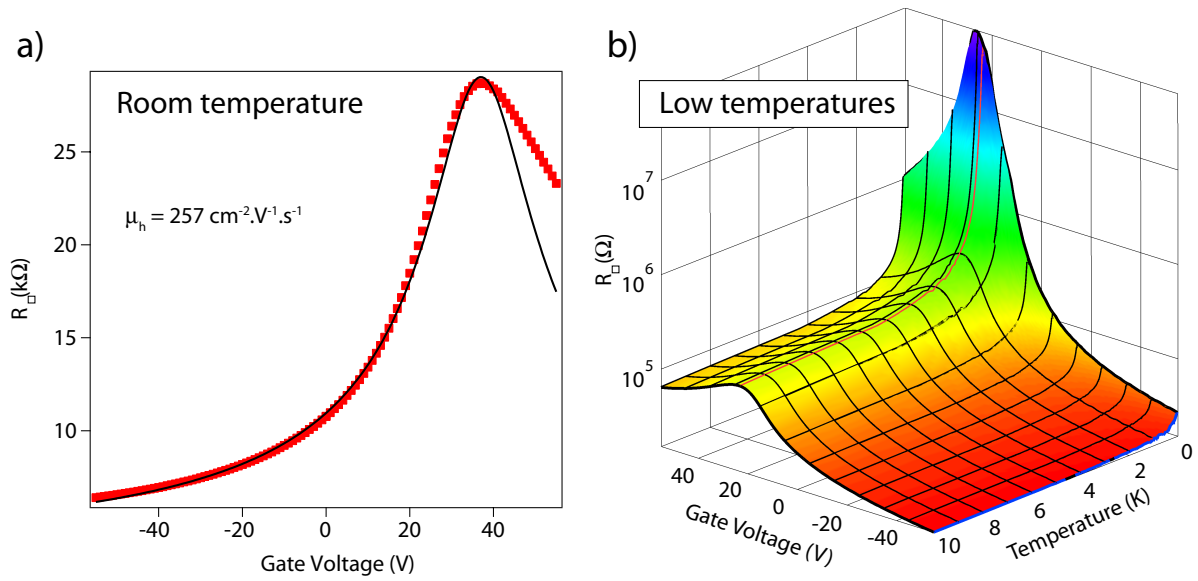 a)
Room temperature
μh = 257 cm-2.V-1.s-1
R□(kΩ)
25
20
15
10
-40
-20
0
20
40
Gate Voltage (V)
b)
Low temperatures
R□(Ω)
10^7
10^6
10^5
40
20
0
-20
-40
Gate Voltage (V)
10
8
6
4
2
0
Temperature (K)